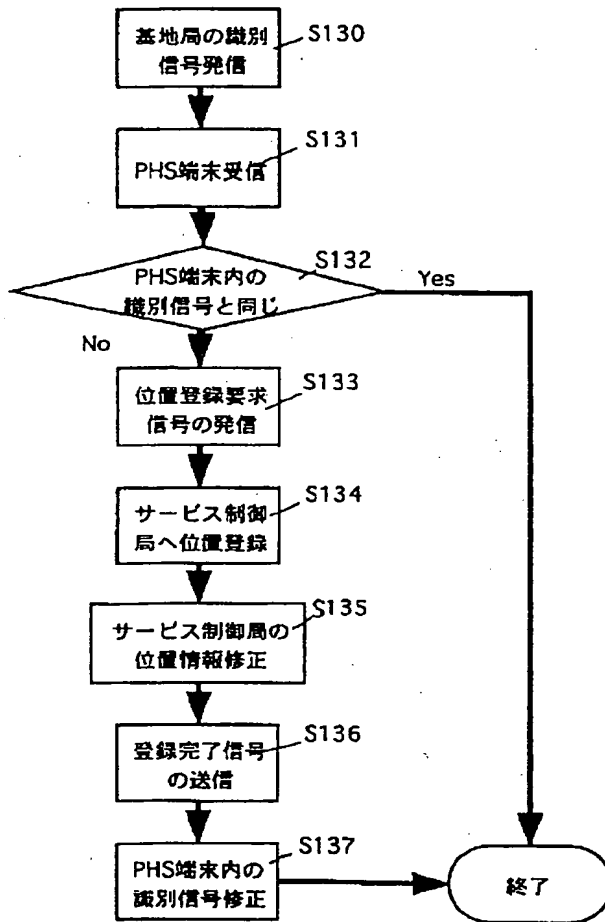 基地局の識別
信号発信
S130
PHS端末受信
S131
PHS端末内の
識別信号と同じ
S132
Yes
No
位置登録要求
信号の発信
S133
サービス制御
局へ位置登録
S134
サービス制御局の
位置情報修正
S135
登録完了信号
の送信
S136
PHS端末内の
識別信号修正
S137
終了